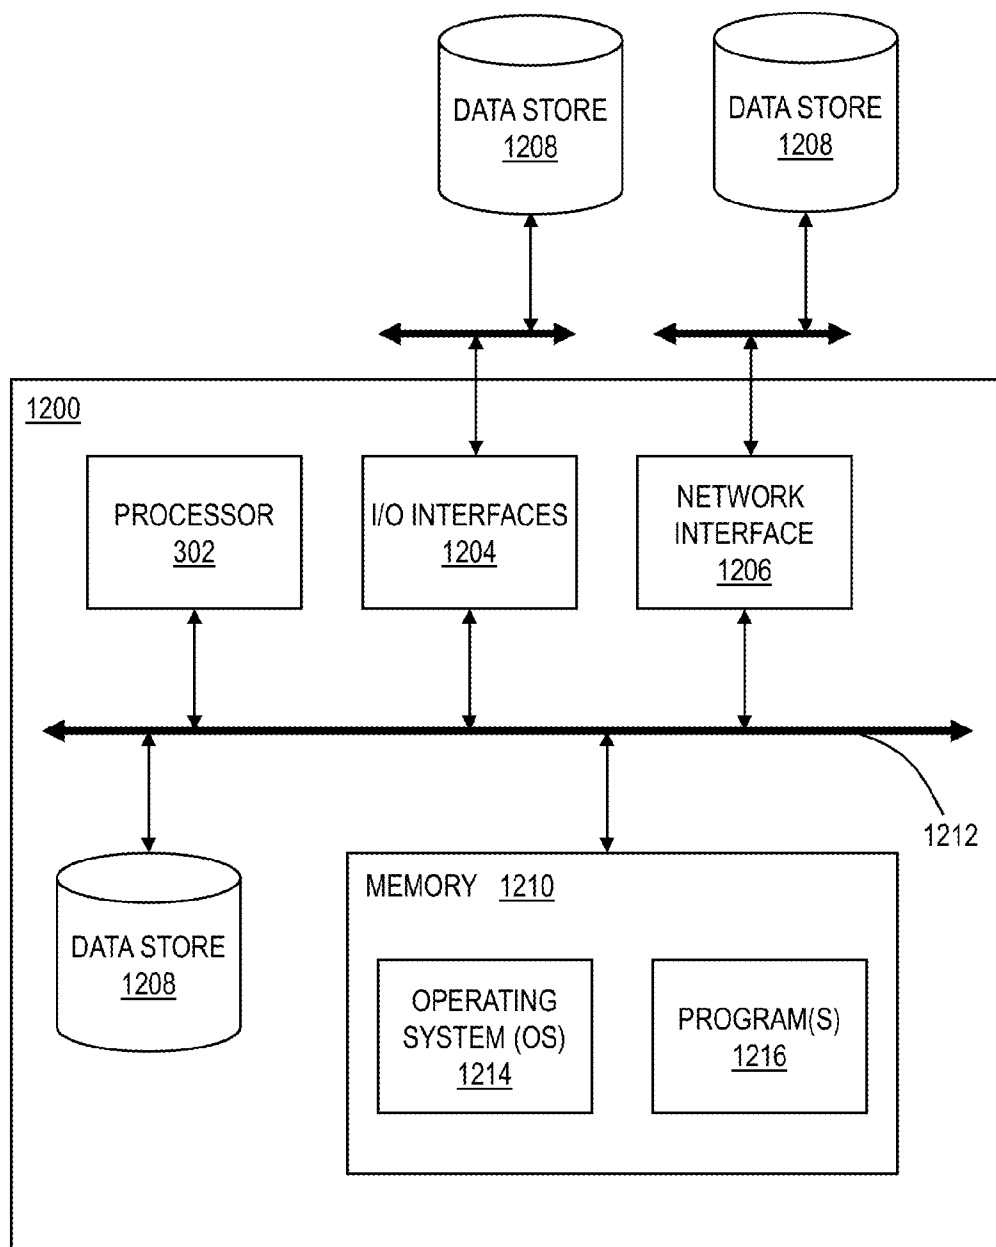 DATA STORE
1208
DATA STORE
1208
1200
PROCESSOR
302
I/O INTERFACES
1204
NETWORK
INTERFACE
1206
1212
DATA STORE
1208
MEMORY 1210
OPERATING
SYSTEM (OS)
1214
PROGRAM(S)
1216